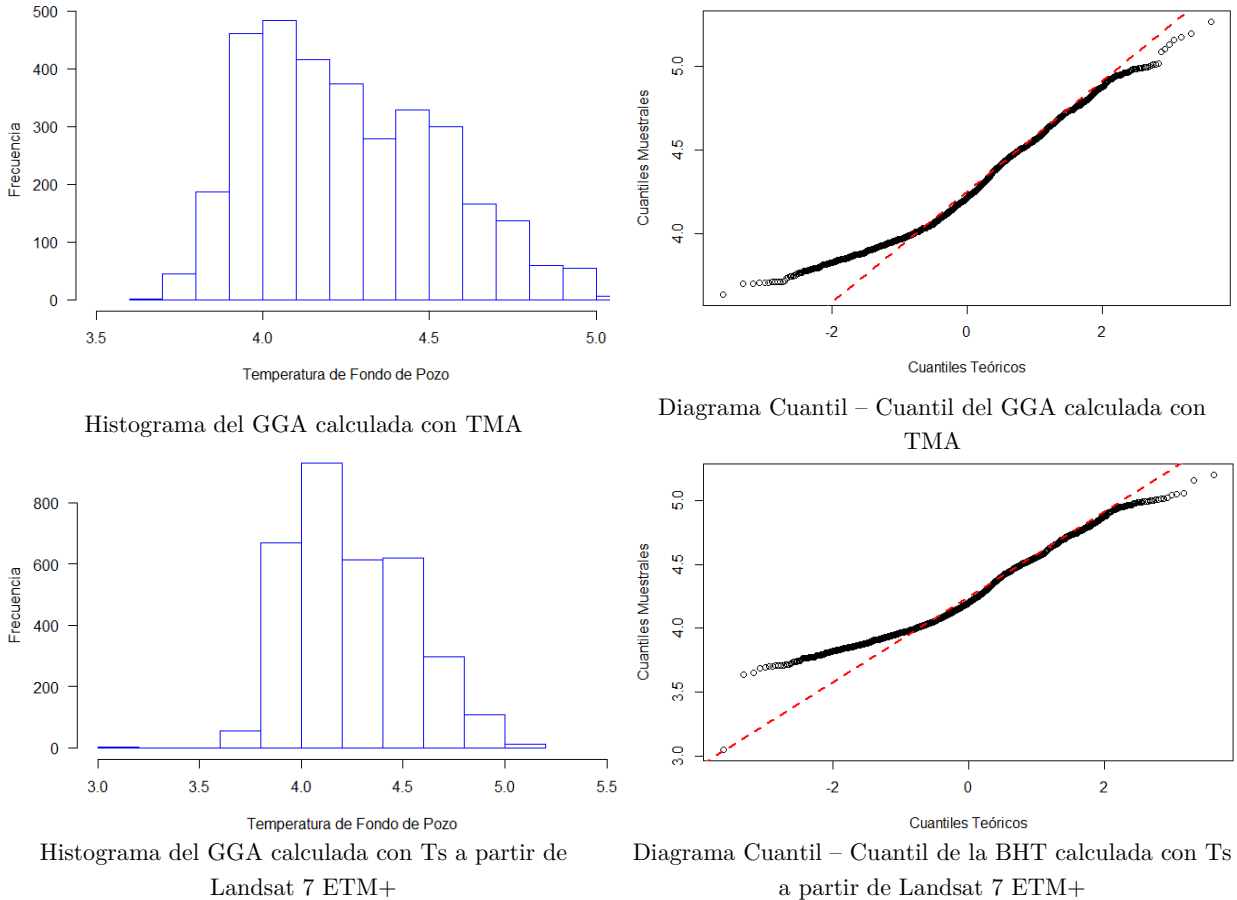 500
400
300
200
100
0
Frecuencia
3.5 4.0 4.5 5.0
Temperatura de Fondo de Pozo
Histograma del GGA calculada con TMA
5.0
4.5
4.0
Cuantiles Muestrales
-2 0 2
Cuantiles Teóricos
Diagrama Cuantil – Cuantil del GGA calculada con
TMA
800
600
400
200
0
Frecuencia
3.0 3.5 4.0 4.5 5.0 5.5
Temperatura de Fondo de Pozo
Histograma del GGA calculada con Ts a partir de
Landsat 7 ETM+
5.0
4.5
4.0
3.5
3.0
Cuantiles Muestrales
-2 0 2
Cuantiles Teóricos
Diagrama Cuantil – Cuantil de la BHT calculada con Ts
a partir de Landsat 7 ETM+